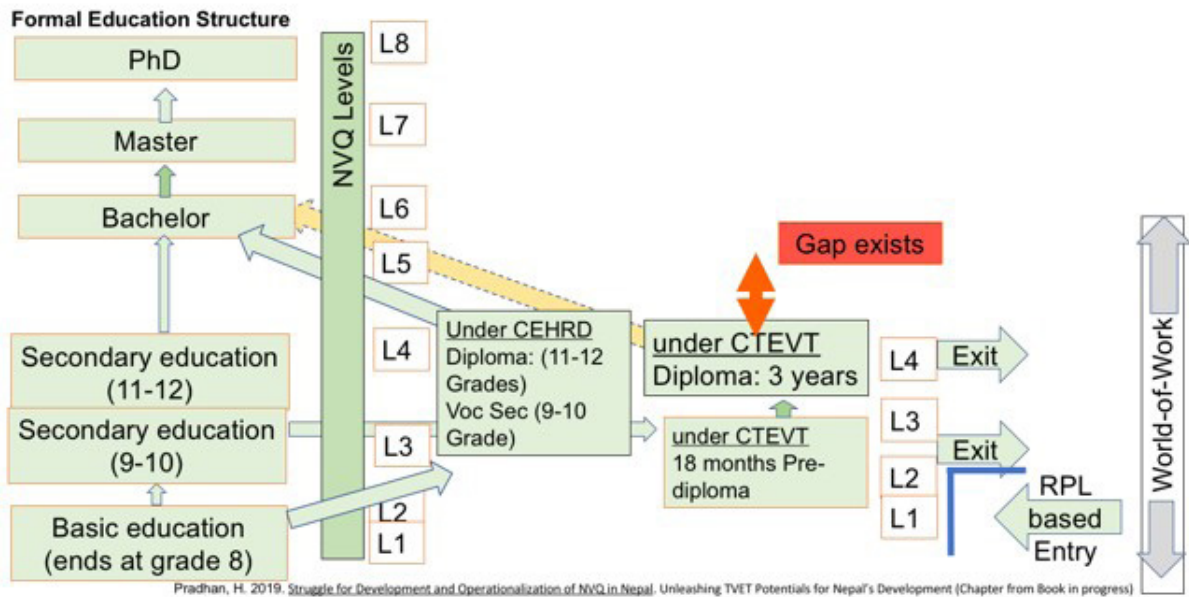 Formal Education Structure
PhD
Master
Bachelor
Secondary education
(11-12)
Secondary education
(9-10)
Basic education
(ends at grade 8)
NVQ Levels
L8
L7
L6
L5
L4
L3
L2
L1
Under CEHRD
Diploma: (11-12
Grades)
Voc Sec (9-10
Grade)
Gap exists
under CTEVT
Diploma: 3 years
under CTEVT
18 months Pre-
diploma
L4
L3
L2
L1
Exit
Exit
RPL
based
Entry
World-of-Work
Pradhan, H. 2019. Struggle for Development and Operationalization of NVQ in Nepal. Unleashing TVET Potentials for Nepal's Development (Chapter from Book in progress)